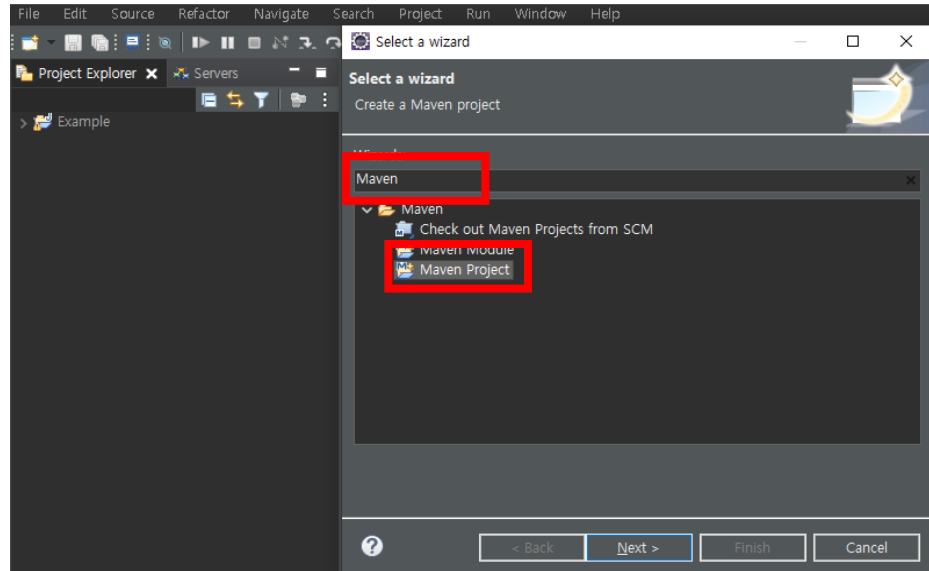 File Edit Source Refactor Navigate Search Project Run Window Help
Select a wizard
Project Explorer Servers
Example
Select a wizard
Create a Maven project
Maven
Maven
Check out Maven Projects from SCM
Maven Module
Maven Project
< Back Next > Finish Cancel